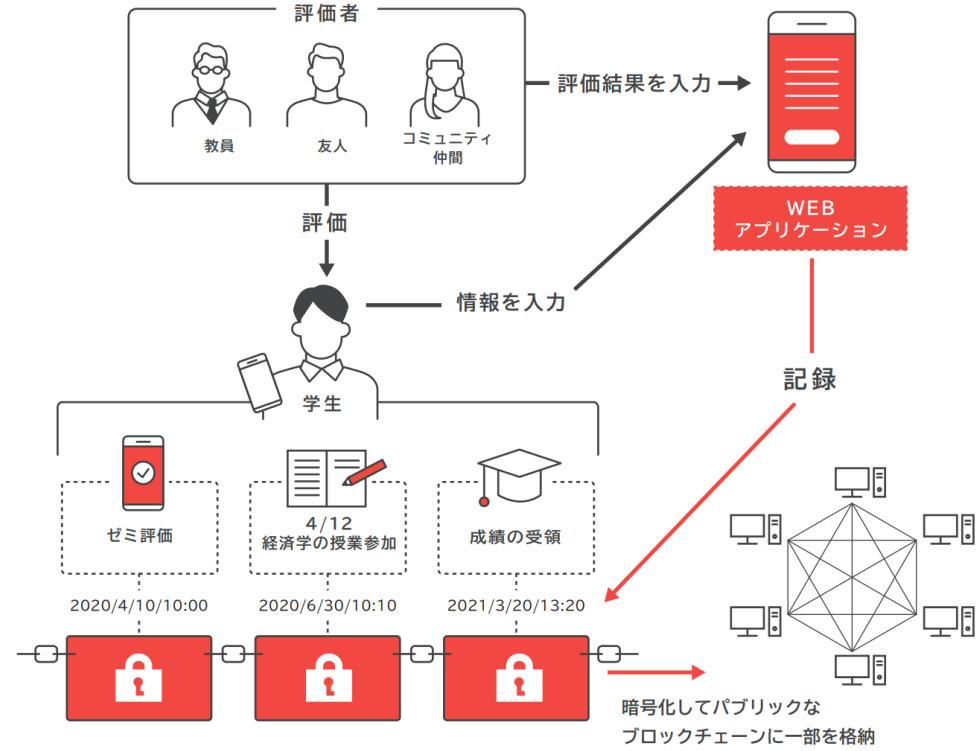 評価者
教員
友人
コミュニティ
仲間
評価結果を入力
WEB
アプリケーション
評価
情報を入力
記録
学生
ゼミ評価
4/12
経済学の授業参加
成績の受領
2020/4/10/10:00
2020/6/30/10:10
2021/3/20/13:20
暗号化してパブリックな
ブロックチェーンに一部を格納